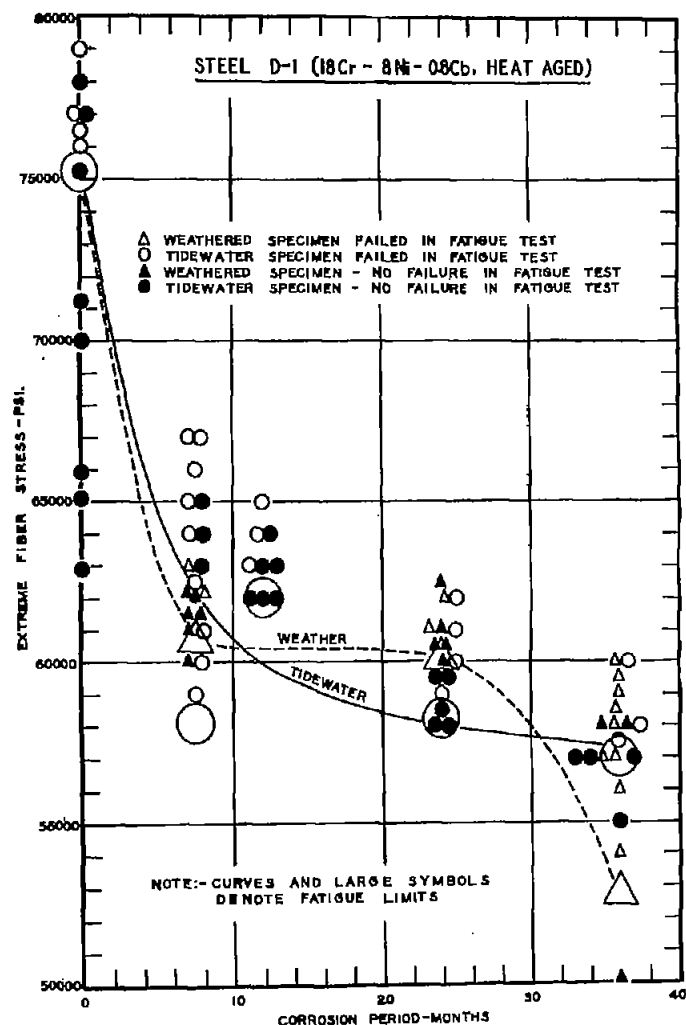 80000
STEEL D-1 (18Cr - 8Ni - 0.8Cb, HEAT AGED)
75000
△ WEATHERED SPECIMEN FAILED IN FATIGUE TEST
○ TIDEWATER SPECIMEN FAILED IN FATIGUE TEST
▲ WEATHERED SPECIMEN - NO FAILURE IN FATIGUE TEST
● TIDEWATER SPECIMEN - NO FAILURE IN FATIGUE TEST
70000
EXTREME FIBER STRESS-PSI.
65000
WEATHER
60000
TIDEWATER
55000
NOTE:- CURVES AND LARGE SYMBOLS
DENOTE FATIGUE LIMITS
50000
0 10 20 30 40
CORROSION PERIOD-MONTHS